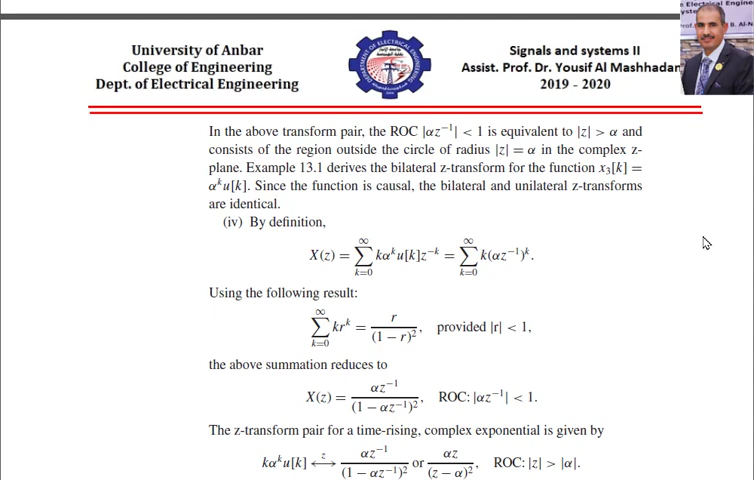 e Electrical Engine
University of Anbar
College of Engineering
Dept. of Electrical Engineering
Signals and systems II
Assist. Prof. Dr. Yousif Al Mashhadan
2019 - 2020
In the above transform pair, the ROC |αz⁻¹| < 1 is equivalent to |z| > α and
consists of the region outside the circle of radius |z| = α in the complex z-
plane. Example 13.1 derives the bilateral z-transform for the function x₃[k] =
αᵏu[k]. Since the function is causal, the bilateral and unilateral z-transforms
are identical.
(iv) By definition,
X(z) = ∑_{k=0}^{∞} kαᵏu[k]z⁻ᵏ = ∑_{k=0}^{∞} k(αz⁻¹)ᵏ.
Using the following result:
∑_{k=0}^{∞} krᵏ = r/(1 − r)², provided |r| < 1,
the above summation reduces to
X(z) = αz⁻¹/(1 − αz⁻¹)², ROC: |αz⁻¹| < 1.
The z-transform pair for a time-rising, complex exponential is given by
kαᵏu[k] ⟷ᶻ αz⁻¹/(1 − αz⁻¹)² or αz/(z − α)², ROC: |z| > |α|.